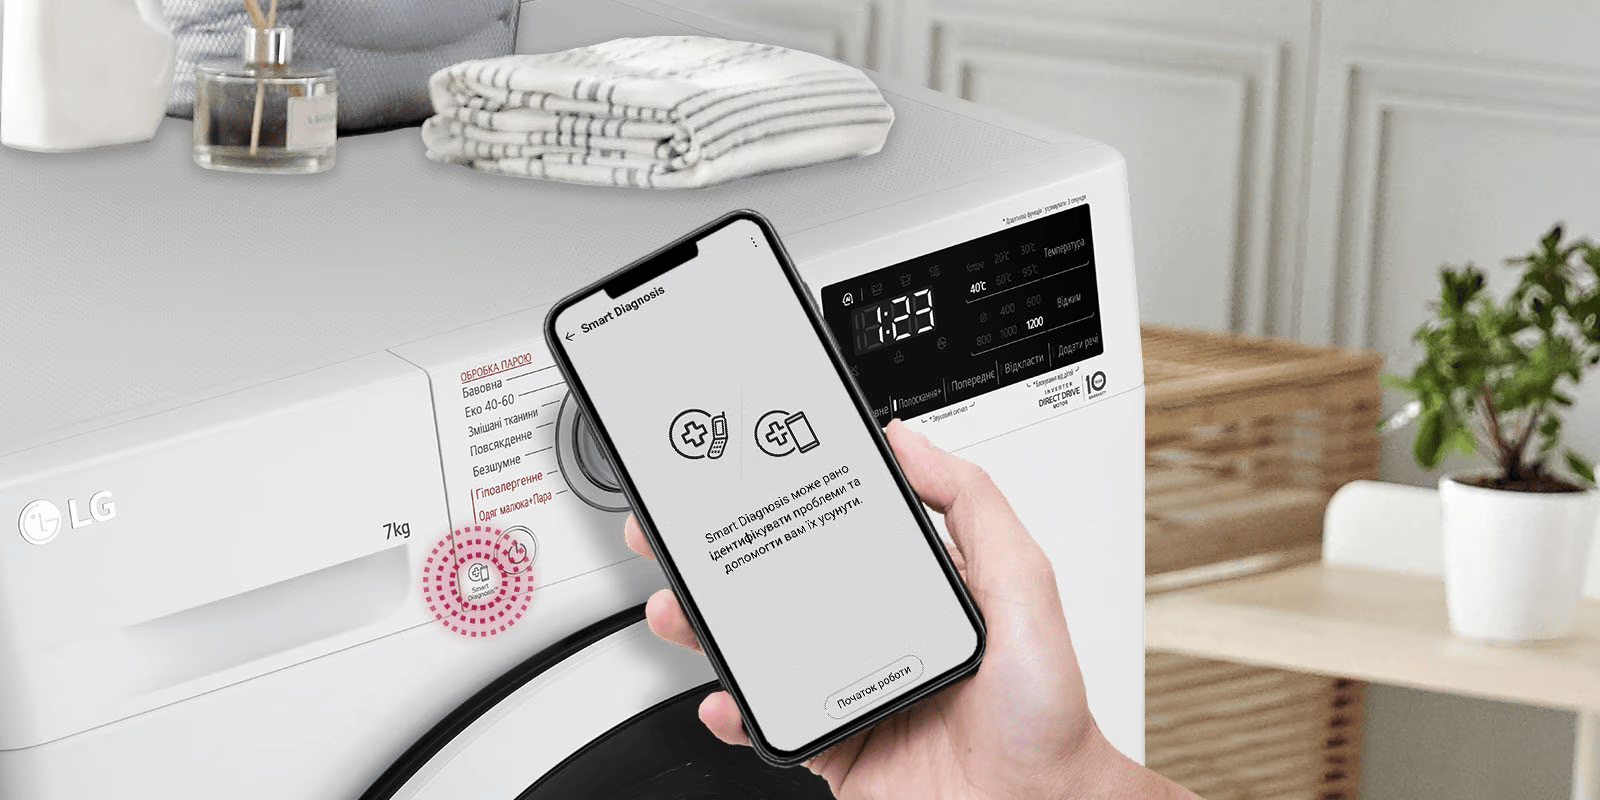 * Додаткова функція : утримувати 3 секунди
Холодне 20℃ 30℃ Температура
40℃ 60℃ 95℃
AI
1:23
400 600 Віджим
800 1000 1200
вне Полоскання+ Попереднє Відкласти Додати речі
* Звуковий сигнал
* Блокування від дітей
INVERTER
DIRECT DRIVE
MOTOR
10
WARRANTY
Smart Diagnosis
Smart Diagnosis може рано
ідентифікувати проблеми та
допомогти вам їх усунути.
Початок роботи
ОБРОБКА ПАРОЮ
Бавовна
Еко 40-60
Змішані тканини
Повсякденне
Безшумне
Гіпоалергенне
Одяг малюка+Пара
LG
7kg
Smart
Diagnosis™